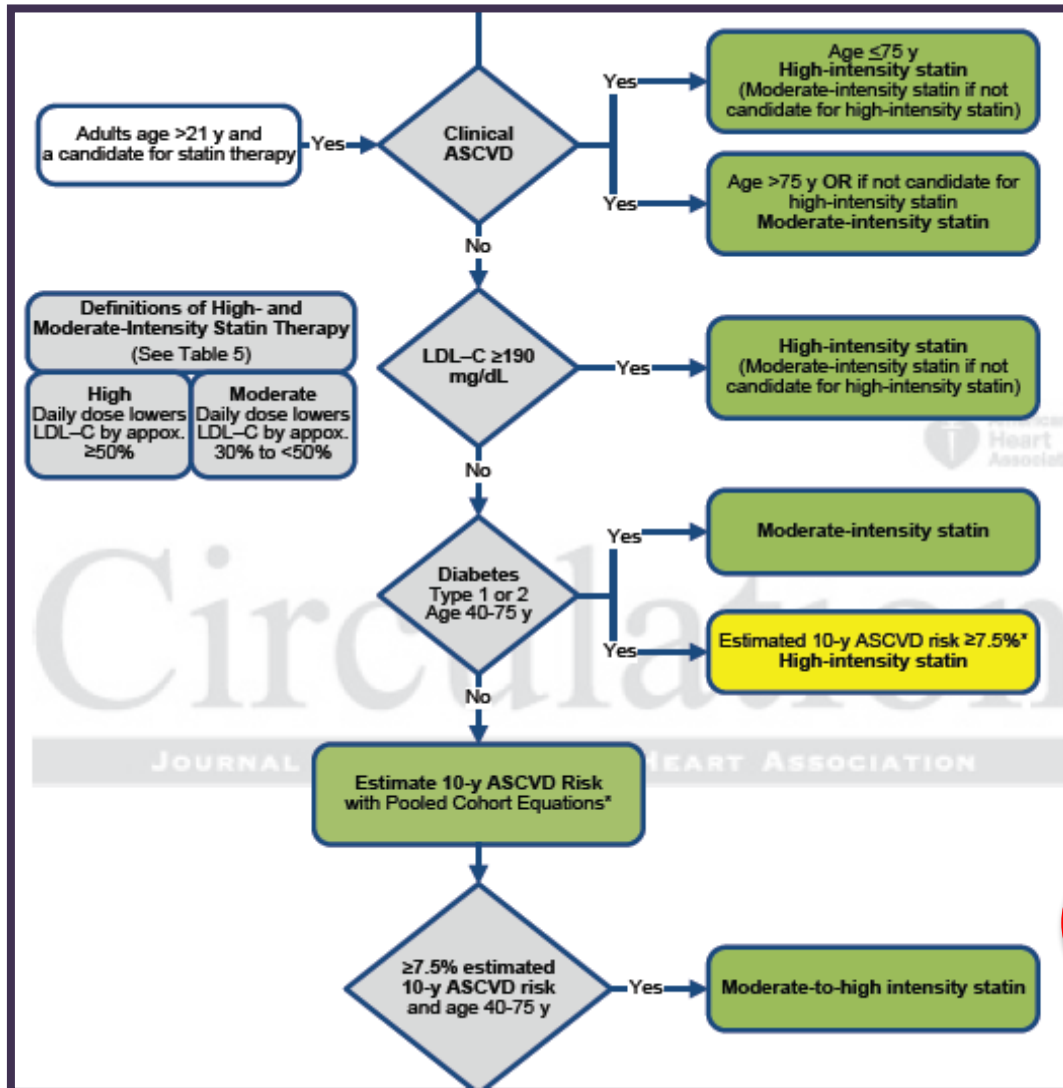 Age ≤75 y
High-intensity statin
(Moderate-intensity statin if not
candidate for high-intensity statin)
Yes
Adults age >21 y and
a candidate for statin therapy
Yes
Clinical
ASCVD
Yes
Age >75 y OR if not candidate for
high-intensity statin
Moderate-intensity statin
No
Definitions of High- and
Moderate-Intensity Statin Therapy
(See Table 5)
High
Daily dose lowers
LDL–C by appox.
≥50%
Moderate
Daily dose lowers
LDL–C by appox.
30% to <50%
LDL–C ≥190
mg/dL
Yes
High-intensity statin
(Moderate-intensity statin if not
candidate for high-intensity statin)
Heart
No
Yes
Moderate-intensity statin
Diabetes
Type 1 or 2
Age 40-75 y
Yes
Estimated 10-y ASCVD risk ≥7.5%*
High-intensity statin
Circulation
No
JOURNAL
HEART ASSOCIATION
Estimate 10-y ASCVD Risk
with Pooled Cohort Equations*
≥7.5% estimated
10-y ASCVD risk
and age 40-75 y
Yes
Moderate-to-high intensity statin